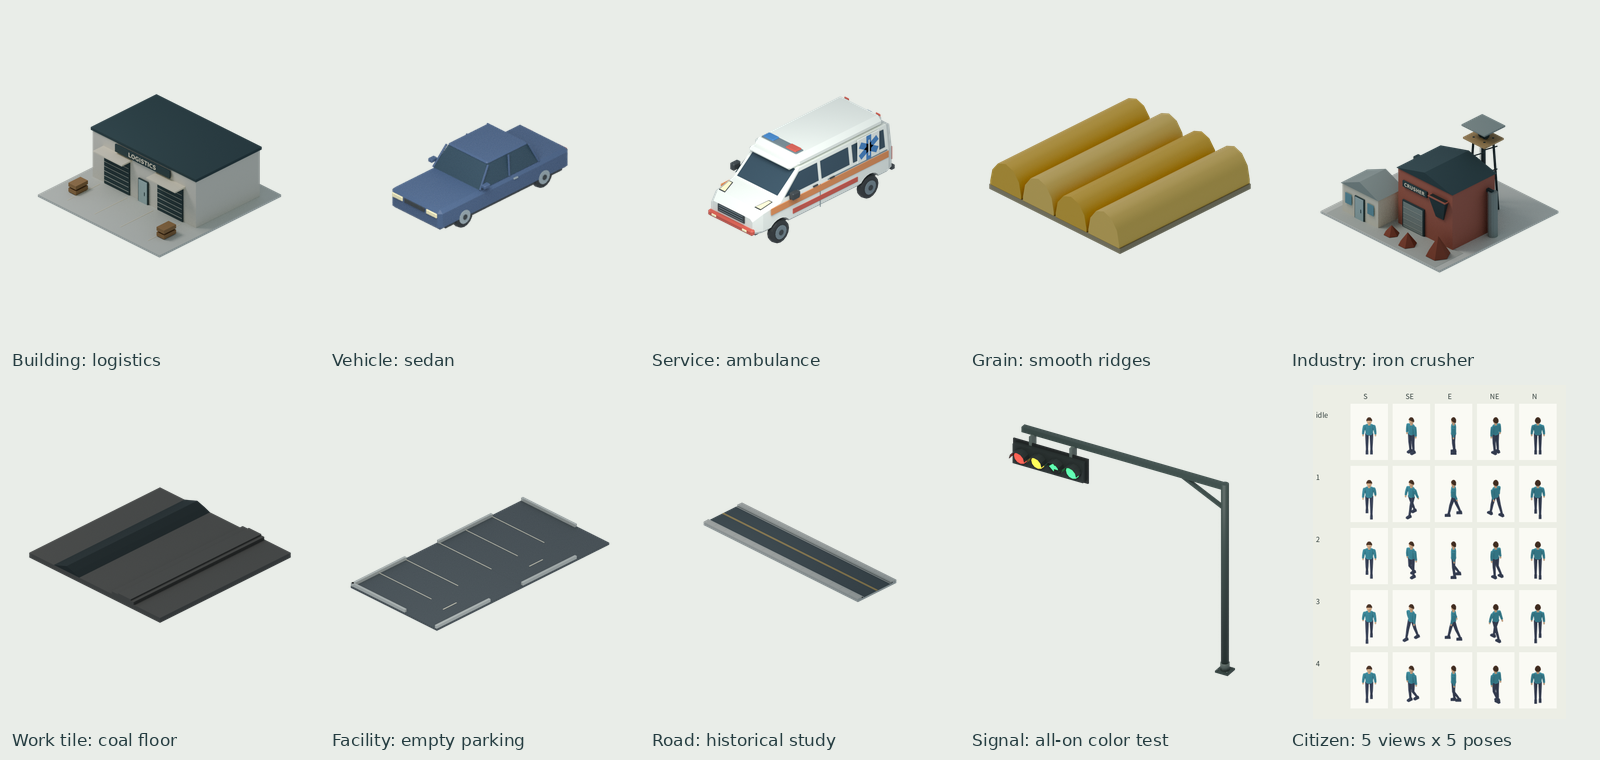 LOGISTICS
CRUSHER
Building: logistics
Vehicle: sedan
Service: ambulance
Grain: smooth ridges
Industry: iron crusher
S SE E NE N
idle
1
2
3
4
Work tile: coal floor
Facility: empty parking
Road: historical study
Signal: all-on color test
Citizen: 5 views x 5 poses